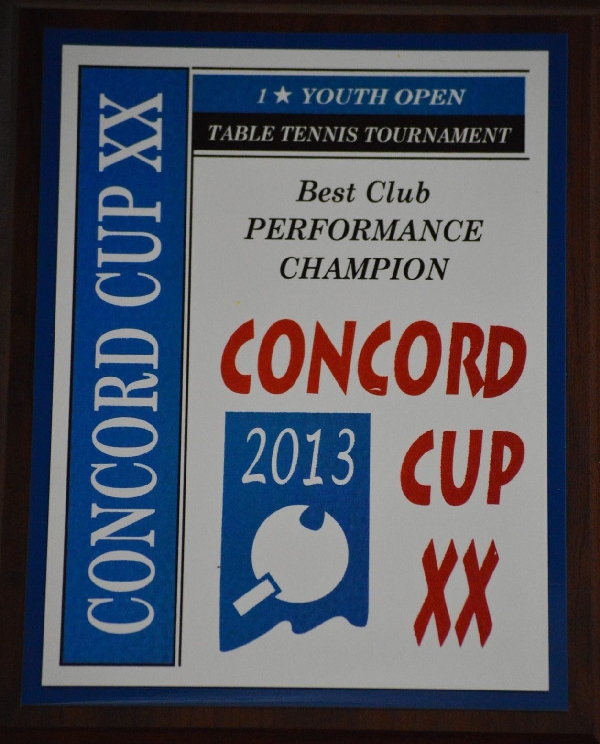 CONCORD CUP XX
1★ YOUTH OPEN
TABLE TENNIS TOURNAMENT
Best Club
PERFORMANCE
CHAMPION
CONCORD
2013
CUP
XX